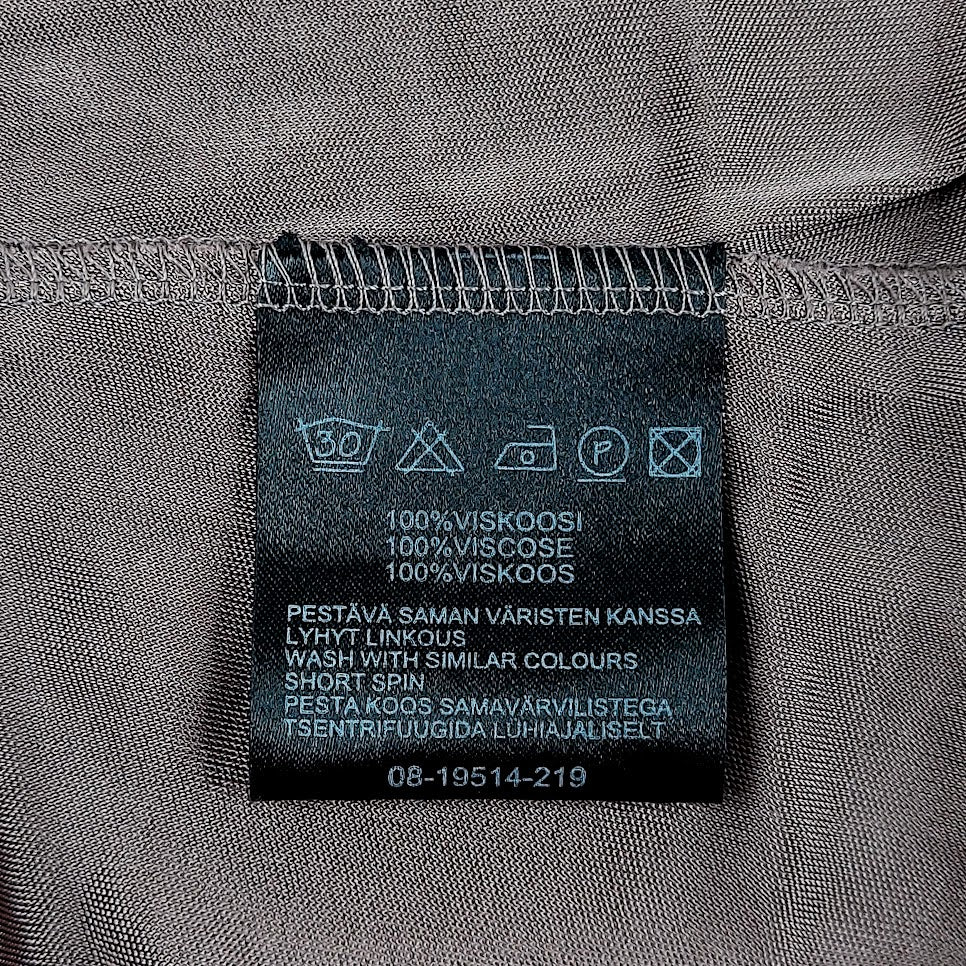 30 P
100%VISKOOSI
100%VISCOSE
100%VISKOOS
PESTÄVÄ SAMAN VÄRISTEN KANSSA
LYHYT LINKOUS
WASH WITH SIMILAR COLOURS
SHORT SPIN
PESTA KOOS SAMAVÄRVILISTEGA
TSENTRIFUUGIDA LÜHIAJALISELT
08-19514-219